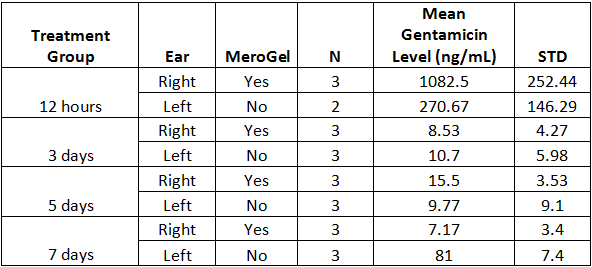 Treatment Group Ear MeroGel N Mean Gentamicin Level (ng/mL) STD
12 hours Right Yes 3 1082.5 252.44
Left No 2 270.67 146.29
3 days Right Yes 3 8.53 4.27
Left No 3 10.7 5.98
5 days Right Yes 3 15.5 3.53
Left No 3 9.77 9.1
7 days Right Yes 3 7.17 3.4
Left No 3 81 7.4